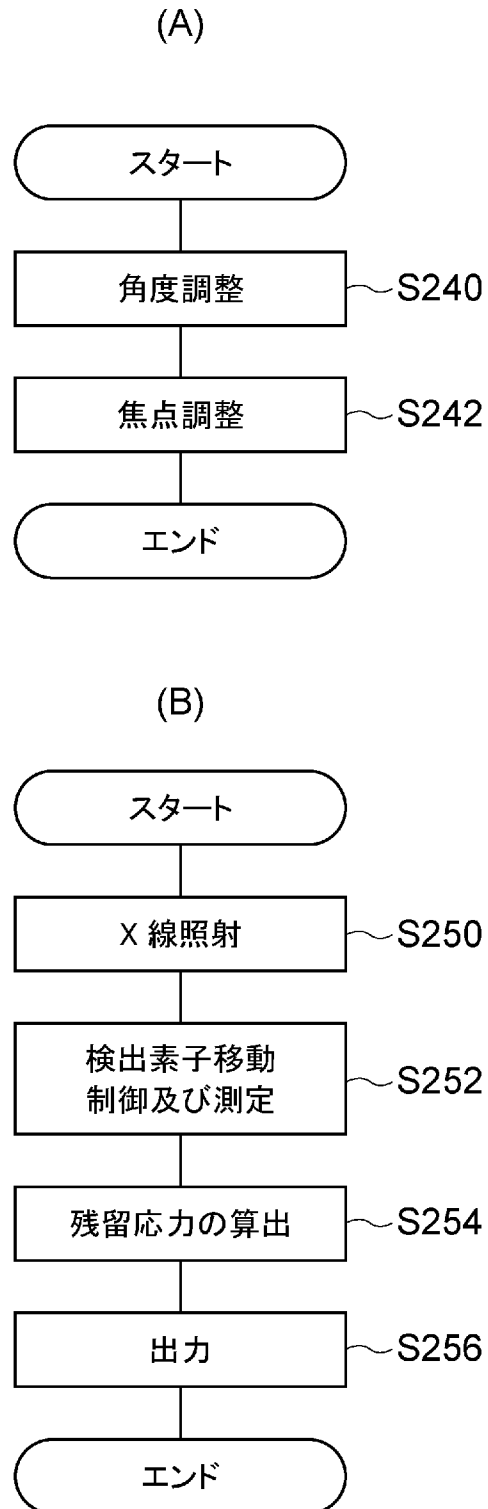 (A)
スタート
角度調整
S240
焦点調整
S242
エンド
(B)
スタート
X 線照射
S250
検出素子移動
制御及び測定
S252
残留応力の算出
S254
出力
S256
エンド